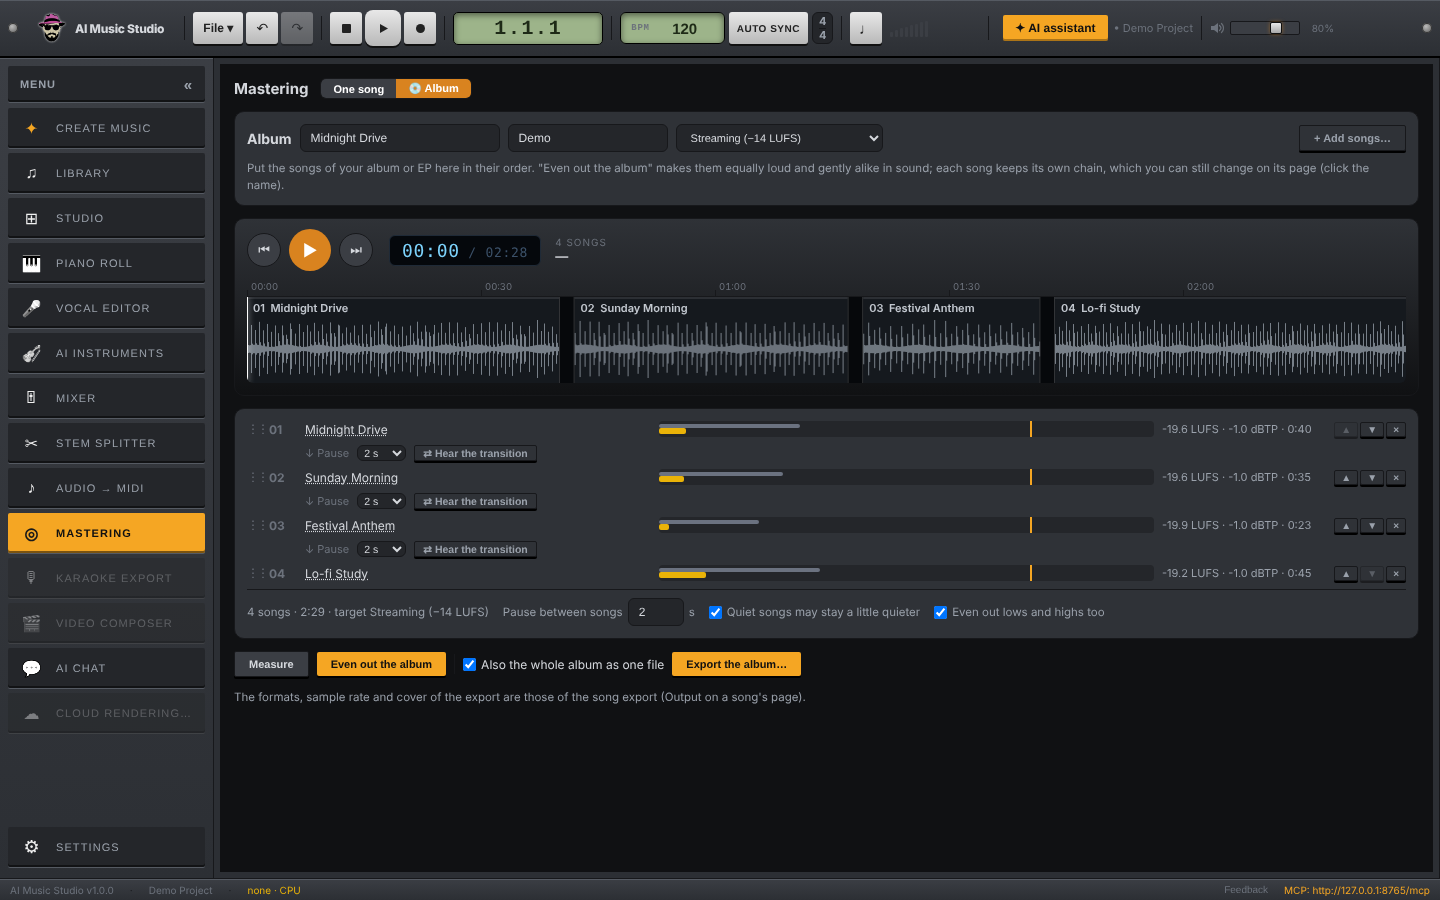 AI Music Studio
File ▾
1.1.1
BPM 120
AUTO SYNC
4
4
✦ AI assistant
• Demo Project
80%
MENU «
CREATE MUSIC
LIBRARY
STUDIO
PIANO ROLL
VOCAL EDITOR
AI INSTRUMENTS
MIXER
STEM SPLITTER
AUDIO → MIDI
MASTERING
KARAOKE EXPORT
VIDEO COMPOSER
AI CHAT
CLOUD RENDERING...
SETTINGS
Mastering
One song
Album
Album
Midnight Drive
Demo
Streaming (−14 LUFS)
+ Add songs...
Put the songs of your album or EP here in their order. "Even out the album" makes them equally loud and gently alike in sound; each song keeps its own chain, which you can still change on its page (click the
name).
00:00 / 02:28
4 SONGS
—
00:00 00:30 01:00 01:30 02:00
01 Midnight Drive
02 Sunday Morning
03 Festival Anthem
04 Lo-fi Study
01 Midnight Drive -19.6 LUFS · -1.0 dBTP · 0:40
↓ Pause 2 s ⇄ Hear the transition
02 Sunday Morning -19.6 LUFS · -1.0 dBTP · 0:35
↓ Pause 2 s ⇄ Hear the transition
03 Festival Anthem -19.9 LUFS · -1.0 dBTP · 0:23
↓ Pause 2 s ⇄ Hear the transition
04 Lo-fi Study -19.2 LUFS · -1.0 dBTP · 0:45
4 songs · 2:29 · target Streaming (−14 LUFS) Pause between songs 2 s Quiet songs may stay a little quieter Even out lows and highs too
Measure
Even out the album
Also the whole album as one file
Export the album...
The formats, sample rate and cover of the export are those of the song export (Output on a song's page).
AI Music Studio v1.0.0 · Demo Project · none · CPU
Feedback MCP: http://127.0.0.1:8765/mcp